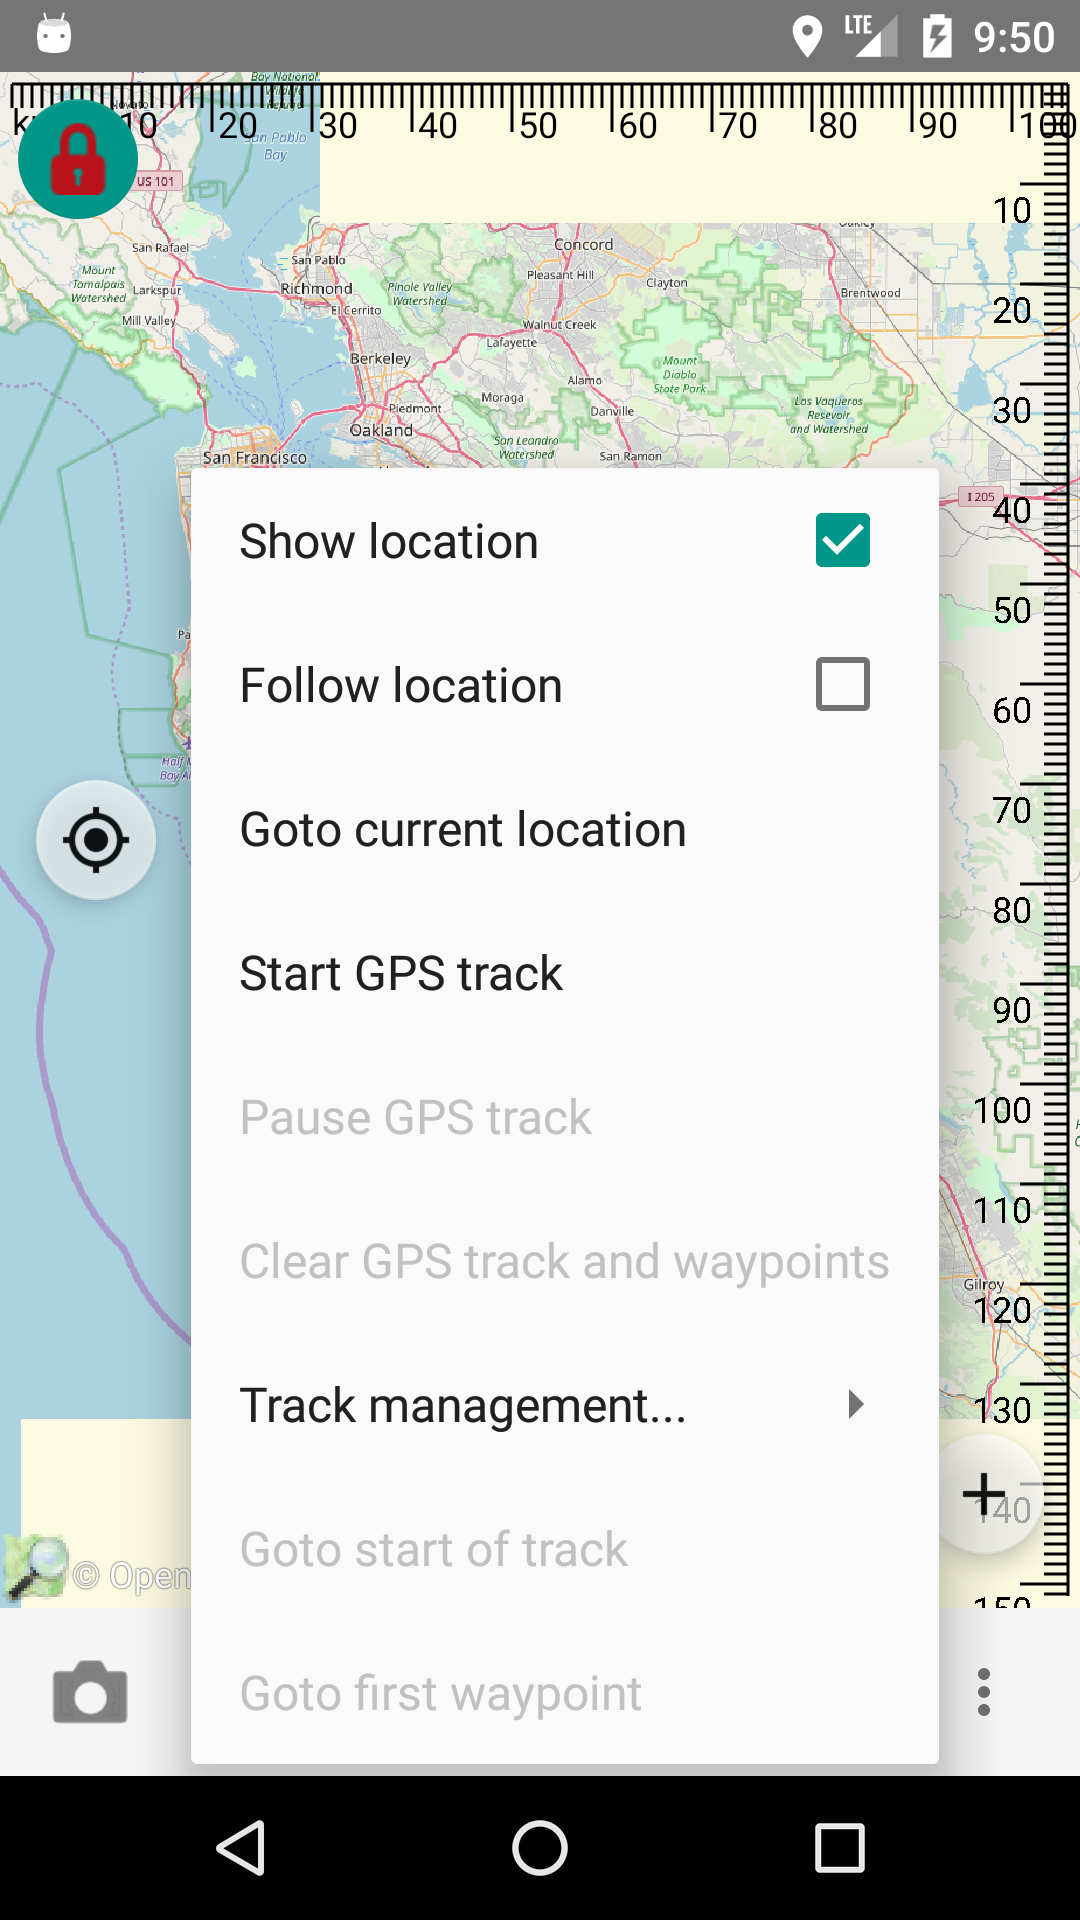 LTE 9:50
Bay National
Wildlife
Refuge
Novato
10 20 30 40 50 60 70 80 90 100
San Pablo
Bay
US 101
10
San Rafael
Concord
San Pablo
Mount
Tamalpais
Watershed
Larkspur
Richmond
Pinole Valley
Watershed
Pleasant Hill
Clayton
Brentwood
El Cerrito
20
Mill Valley
Walnut Creek
Lafayette
Berkeley
Mount
Diablo
State Park
Alamo
Moraga
Piedmont
Danville
Los Vaqueros
Resevoir
and Watershed
30
Oakland
San Leandro
Watershed
San Francisco
San Ramon
I 205
40
Show location
50
Pa
Follow location
60
Half M
Bay Ai
70
Goto current location
80
Start GPS track
90
Pause GPS track
100
110
Clear GPS track and waypoints
Gilroy
120
Track management...
130
140
Goto start of track
© Open
150
Goto first waypoint